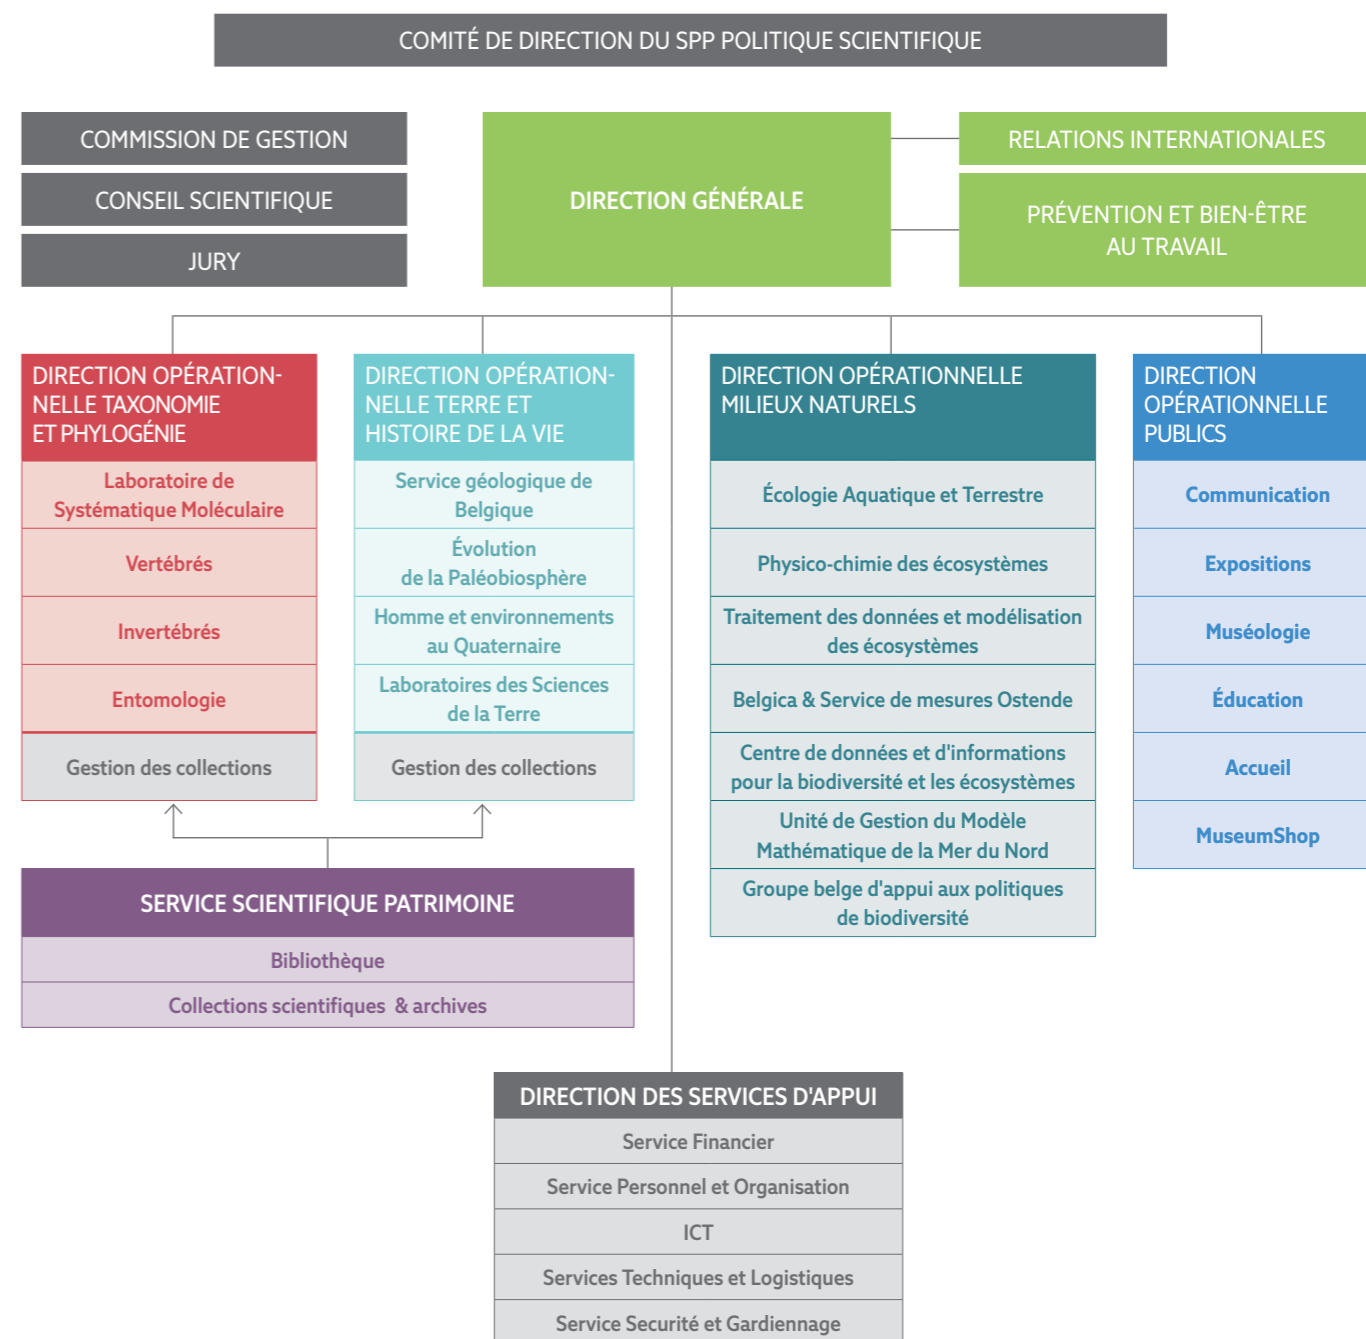 COMITÉ DE DIRECTION DU SPP POLITIQUE SCIENTIFIQUE
COMMISSION DE GESTION
CONSEIL SCIENTIFIQUE
JURY
DIRECTION GÉNÉRALE
RELATIONS INTERNATIONALES
PRÉVENTION ET BIEN-ÊTRE
AU TRAVAIL
DIRECTION OPÉRATION-
NELLE TAXONOMIE
ET PHYLOGÉNIE
Laboratoire de
Systématique Moléculaire
Vertébrés
Invertébrés
Entomologie
Gestion des collections
DIRECTION OPÉRATION-
NELLE TERRE ET
HISTOIRE DE LA VIE
Service géologique de
Belgique
Évolution
de la Paléobiosphère
Homme et environnements
au Quaternaire
Laboratoires des Sciences
de la Terre
Gestion des collections
SERVICE SCIENTIFIQUE PATRIMOINE
Bibliothèque
Collections scientifiques & archives
DIRECTION OPÉRATIONNELLE
MILIEUX NATURELS
Écologie Aquatique et Terrestre
Physico-chimie des écosystèmes
Traitement des données et modélisation
des écosystèmes
Belgica & Service de mesures Ostende
Centre de données et d'informations
pour la biodiversité et les écosystèmes
Unité de Gestion du Modèle
Mathématique de la Mer du Nord
Groupe belge d'appui aux politiques
de biodiversité
DIRECTION
OPÉRATIONNELLE
PUBLICS
Communication
Expositions
Muséologie
Éducation
Accueil
MuseumShop
DIRECTION DES SERVICES D'APPUI
Service Financier
Service Personnel et Organisation
ICT
Services Techniques et Logistiques
Service Securité et Gardiennage